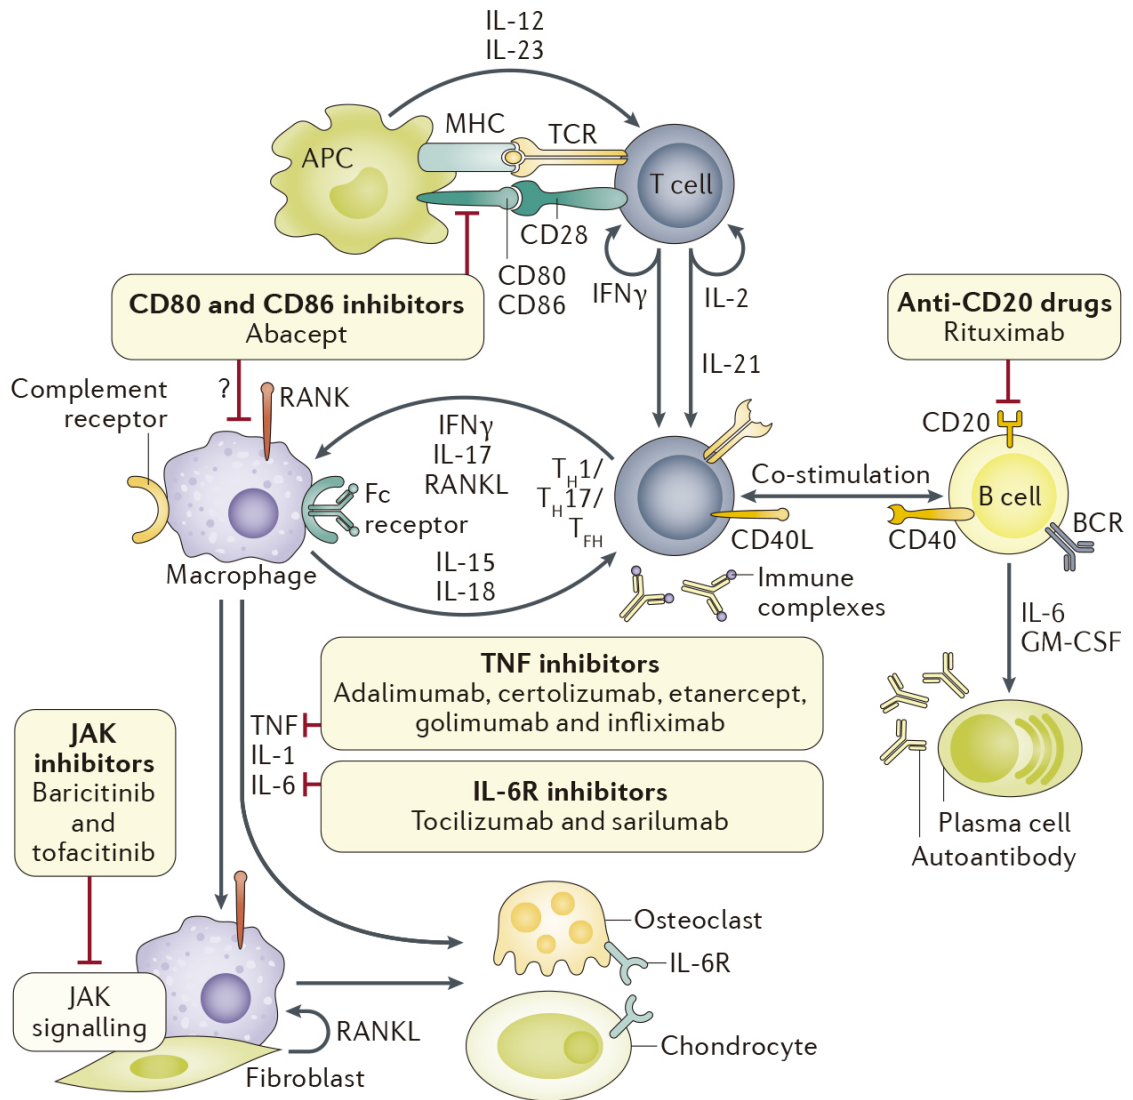 IL-12
IL-23
MHC
TCR
APC
T cell
CD28
CD80
CD86
IFNγ
IL-2
CD80 and CD86 inhibitors
Abacept
Anti-CD20 drugs
Rituximab
IL-21
?
Complement
receptor
RANK
IFNγ
IL-17
RANKL
CD20
TH1/
TH17/
TFH
Co-stimulation
B cell
Fc
receptor
CD40L
CD40
BCR
Macrophage
IL-15
IL-18
Immune
complexes
IL-6
GM-CSF
TNF inhibitors
Adalimumab, certolizumab, etanercept,
golimumab and infliximab
TNF
IL-1
IL-6
JAK
inhibitors
Baricitinib
and
tofacitinib
IL-6R inhibitors
Tocilizumab and sarilumab
Plasma cell
Autoantibody
Osteoclast
IL-6R
JAK
signalling
RANKL
Chondrocyte
Fibroblast